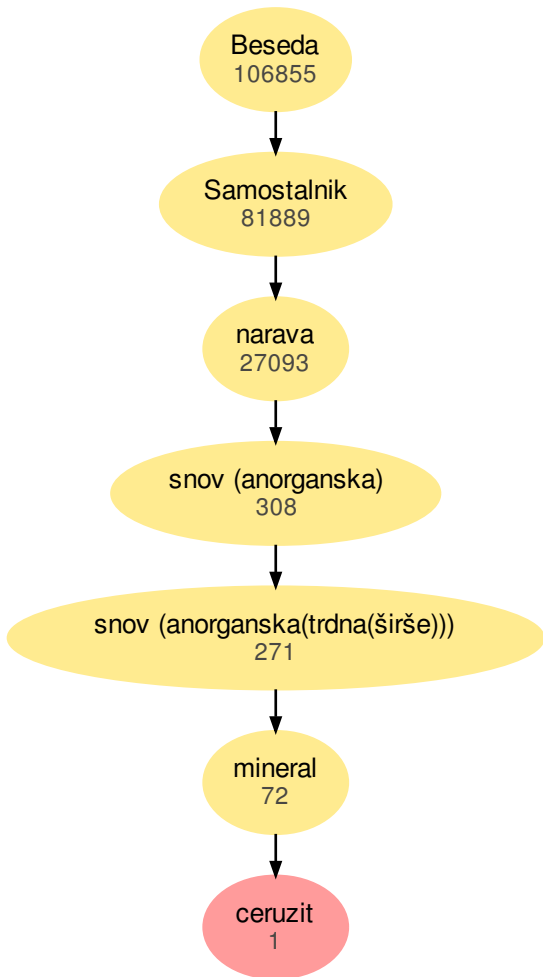 Beseda
106855
Samostalnik
81889
narava
27093
snov (anorganska)
308
snov (anorganska(trdna(širše)))
271
mineral
72
ceruzit
1